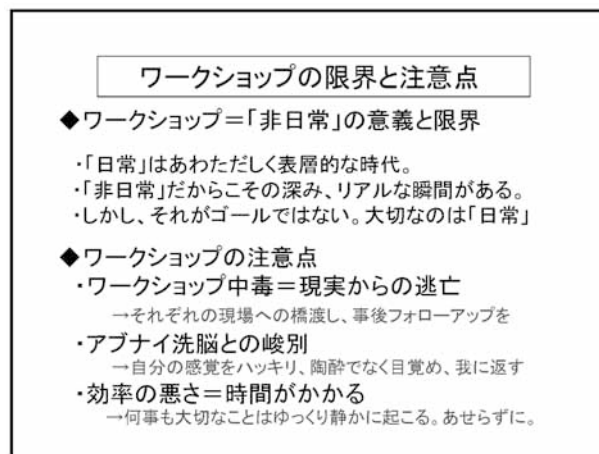 ワークショップの限界と注意点
◆ワークショップ＝「非日常」の意義と限界
・「日常」はあわただしく表層的な時代。
・「非日常」だからこその深み、リアルな瞬間がある。
・しかし、それがゴールではない。大切なのは「日常」
◆ワークショップの注意点
・ワークショップ中毒＝現実からの逃亡
→それぞれの現場への橋渡し、事後フォローアップを
・アブナイ洗脳との峻別
→自分の感覚をハッキリ、陶酔でなく目覚め、我に返す
・効率の悪さ＝時間がかかる
→何事も大切なことはゆっくり静かに起こる。あせらずに。